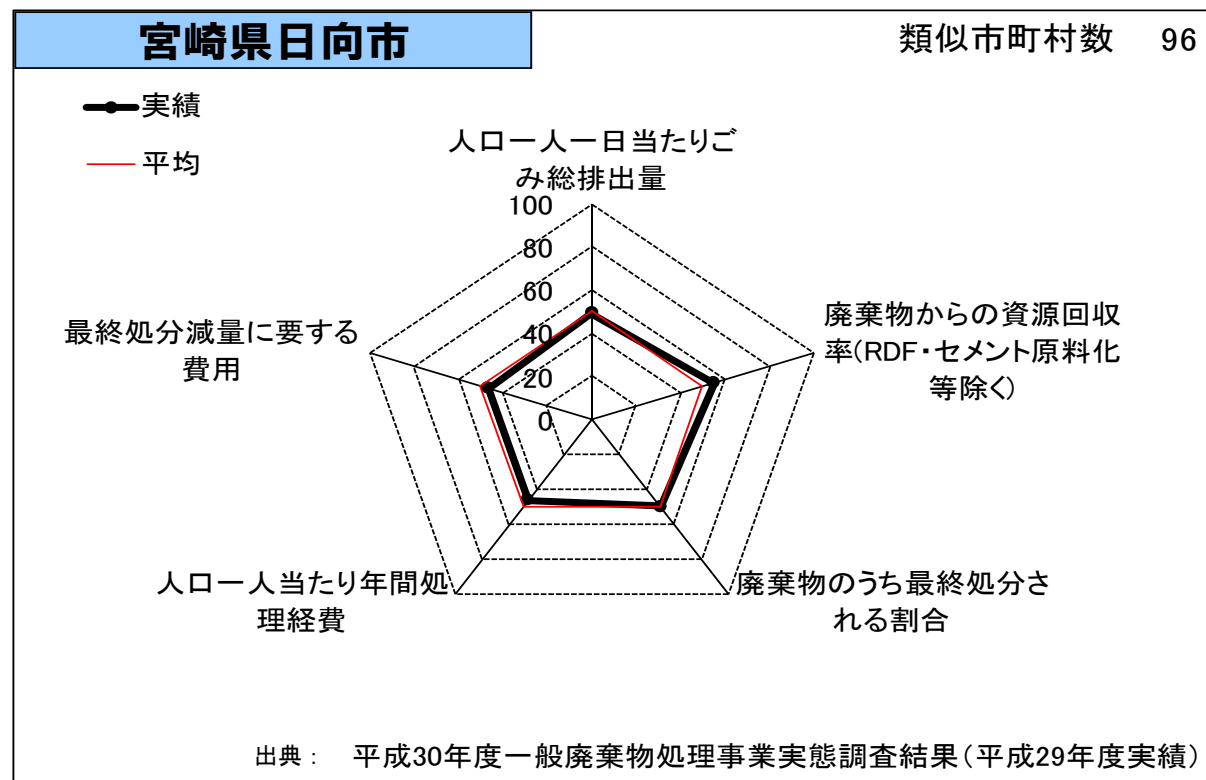 宮崎県日向市
類似市町村数 96
実績
平均
人口一人一日当たりご
み総排出量
100
80
60
40
20
0
廃棄物からの資源回収
率(RDF・セメント原料化
等除く)
最終処分減量に要する
費用
人口一人当たり年間処
理経費
廃棄物のうち最終処分さ
れる割合
出典： 平成30年度一般廃棄物処理事業実態調査結果(平成29年度実績)